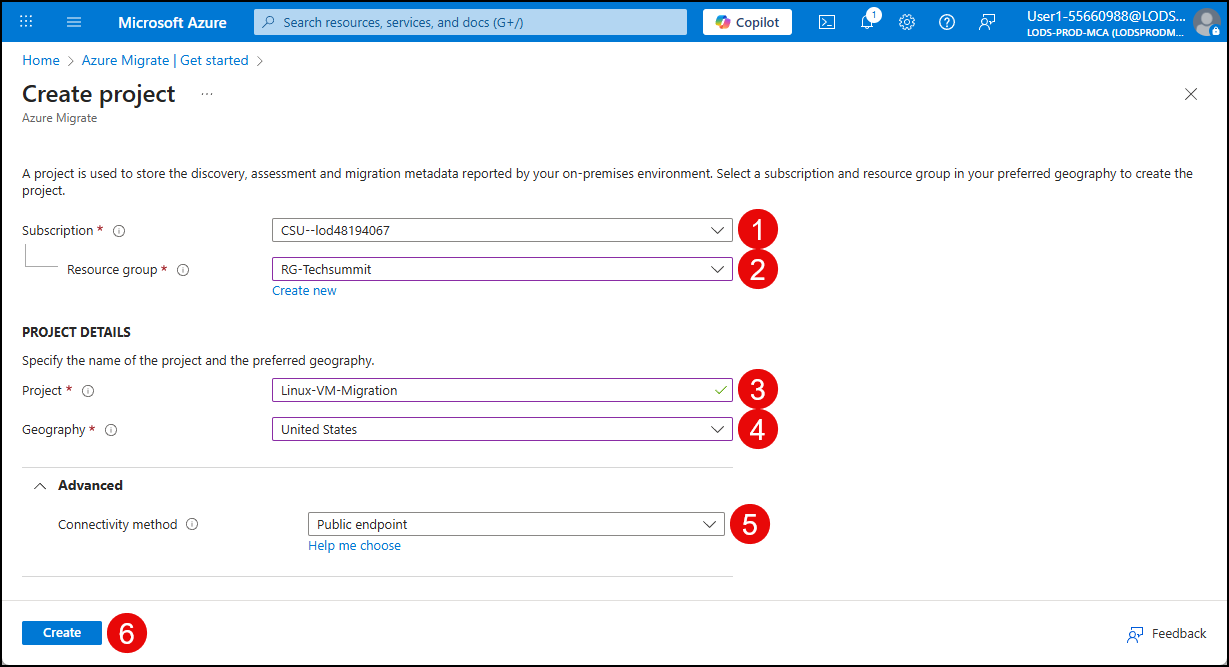 Microsoft Azure
Search resources, services, and docs (G+/)
Copilot
1
User1-55660988@LODS...
LODS-PROD-MCA (LODSPRODM...
Home > Azure Migrate | Get started >
Create project ...
Azure Migrate
A project is used to store the discovery, assessment and migration metadata reported by your on-premises environment. Select a subscription and resource group in your preferred geography to create the
project.
Subscription *
CSU--lod48194067
1
Resource group *
RG-Techsummit
2
Create new
PROJECT DETAILS
Specify the name of the project and the preferred geography.
Project *
Linux-VM-Migration
3
Geography *
United States
4
Advanced
Connectivity method
Public endpoint
5
Help me choose
Create
6
Feedback